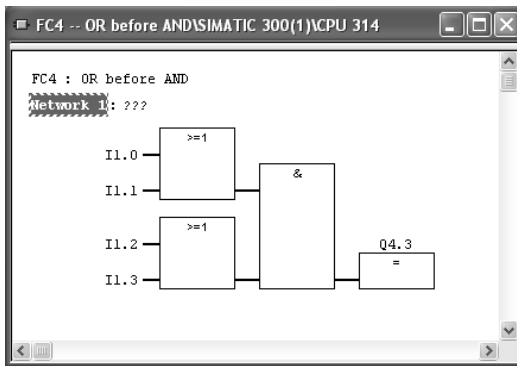 FC4 -- OR before AND\SIMATIC 300(1)\CPU 314
FC4 : OR before AND
Network 1: ???
>=1
I1.0
&
I1.1
>=1
I1.2
Q4.3
=
I1.3